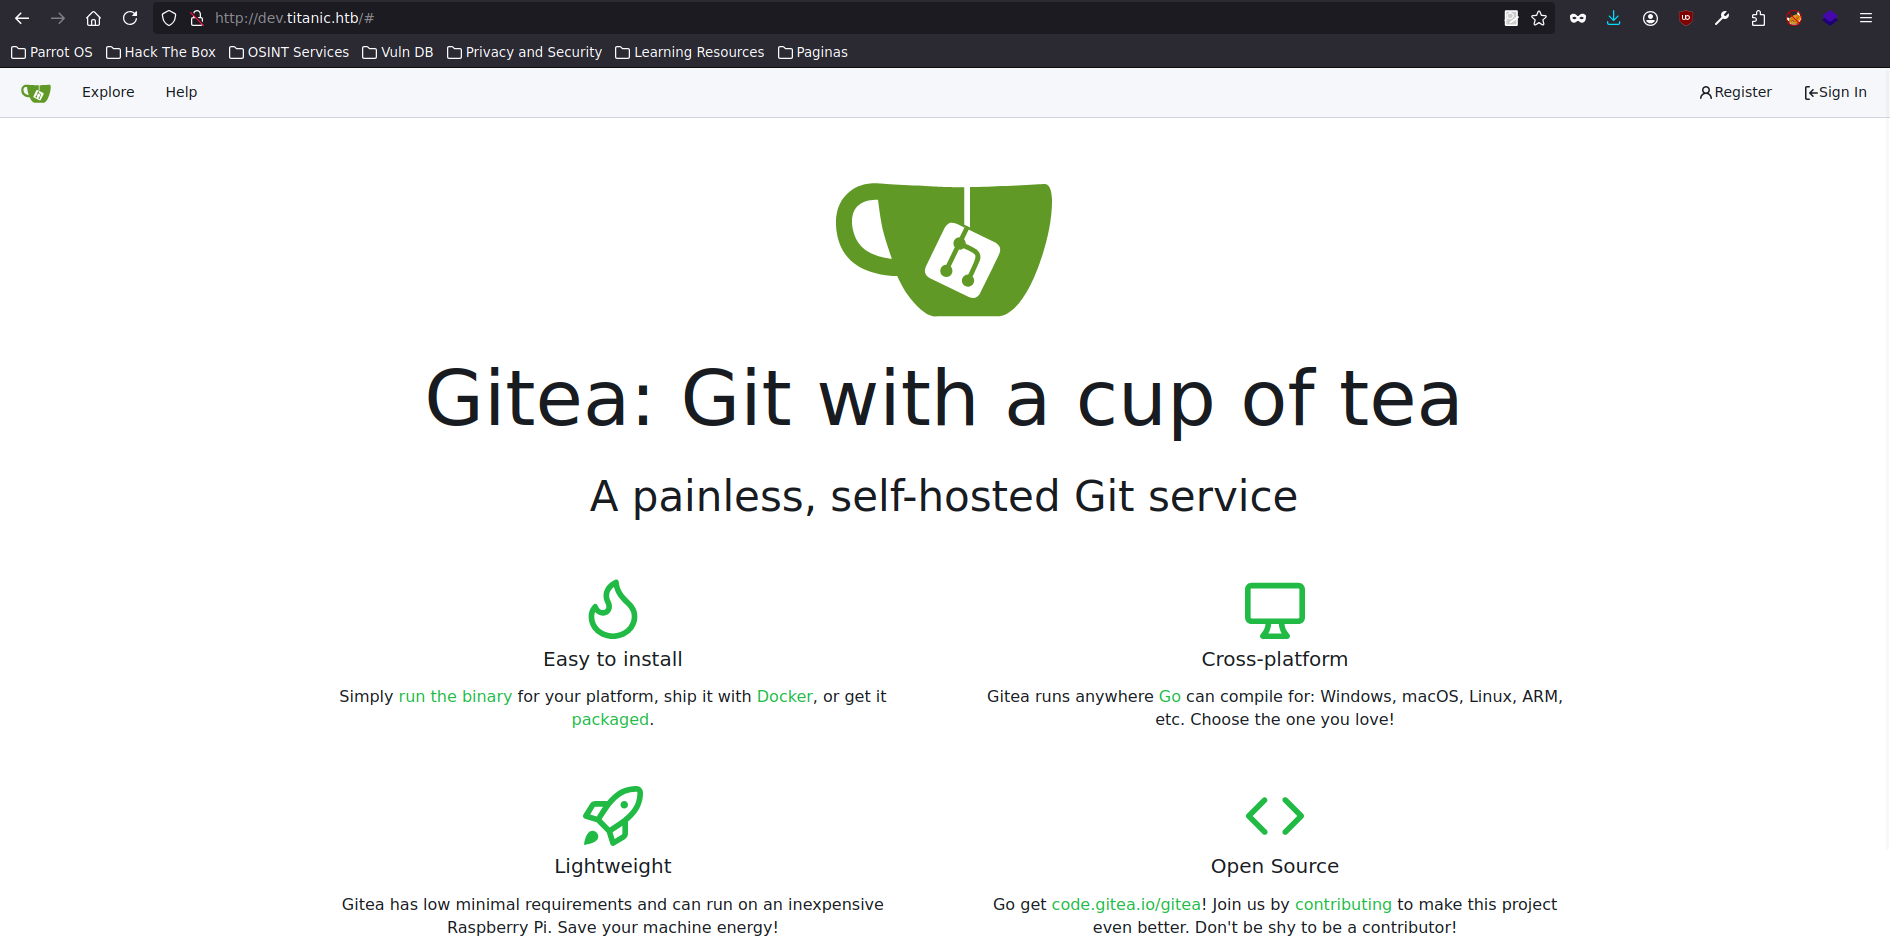 http://dev.titanic.htb/#
Parrot OS Hack The Box OSINT Services Vuln DB Privacy and Security Learning Resources Paginas
Explore Help Register Sign In
Gitea: Git with a cup of tea
A painless, self-hosted Git service
Easy to install
Simply run the binary for your platform, ship it with Docker, or get it
packaged.
Cross-platform
Gitea runs anywhere Go can compile for: Windows, macOS, Linux, ARM,
etc. Choose the one you love!
Lightweight
Gitea has low minimal requirements and can run on an inexpensive
Raspberry Pi. Save your machine energy!
Open Source
Go get code.gitea.io/gitea! Join us by contributing to make this project
even better. Don't be shy to be a contributor!